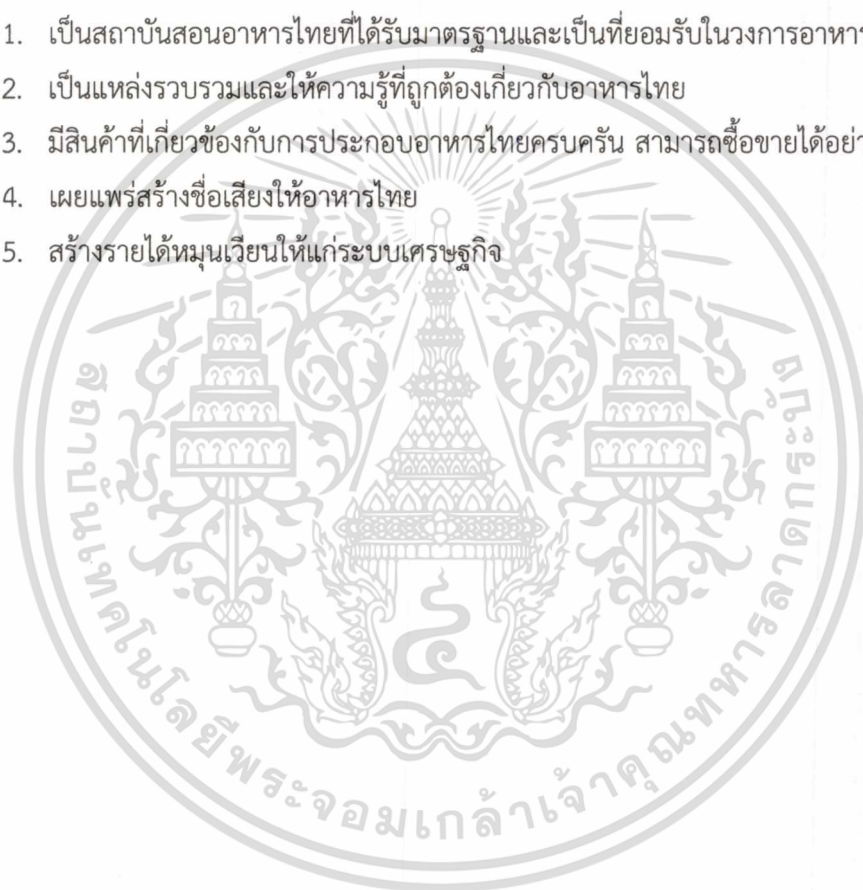 1. เป็นสถาบันสอนอาหารไทยที่ได้รับมาตรฐานและเป็นที่ยอมรับในวงการอาหาร
2. เป็นแหล่งรวบรวมและให้ความรู้ที่ถูกต้องเกี่ยวกับอาหารไทย
3. มีสินค้าที่เกี่ยวข้องกับการประกอบอาหารไทยครบครัน สามารถซื้อขายได้อย่า
4. เผยแพร่สร้างชื่อเสียงให้อาหารไทย
5. สร้างรายได้หมุนเวียนให้แก่ระบบเศรษฐกิจ
สถาบันเทคโนโลยีพระจอมเกล้าเจ้าคุณทหารลาดกระบัง
๔